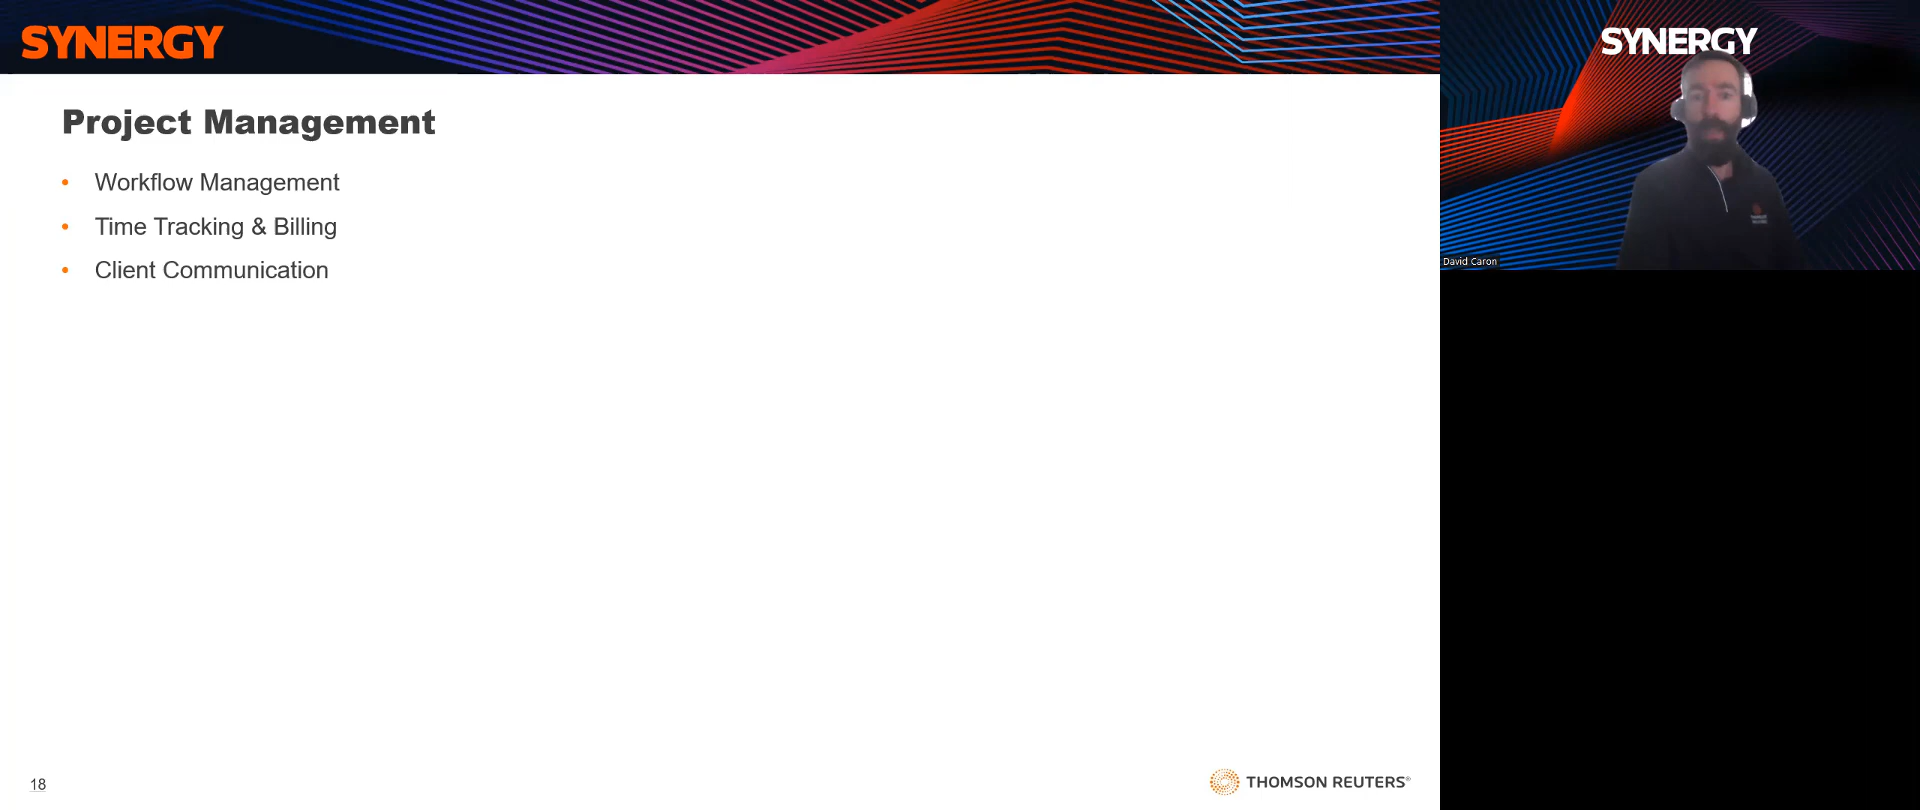 SYNERGY
Project Management
• Workflow Management
• Time Tracking & Billing
• Client Communication
18
THOMSON REUTERS®
SYNERGY
David Caron